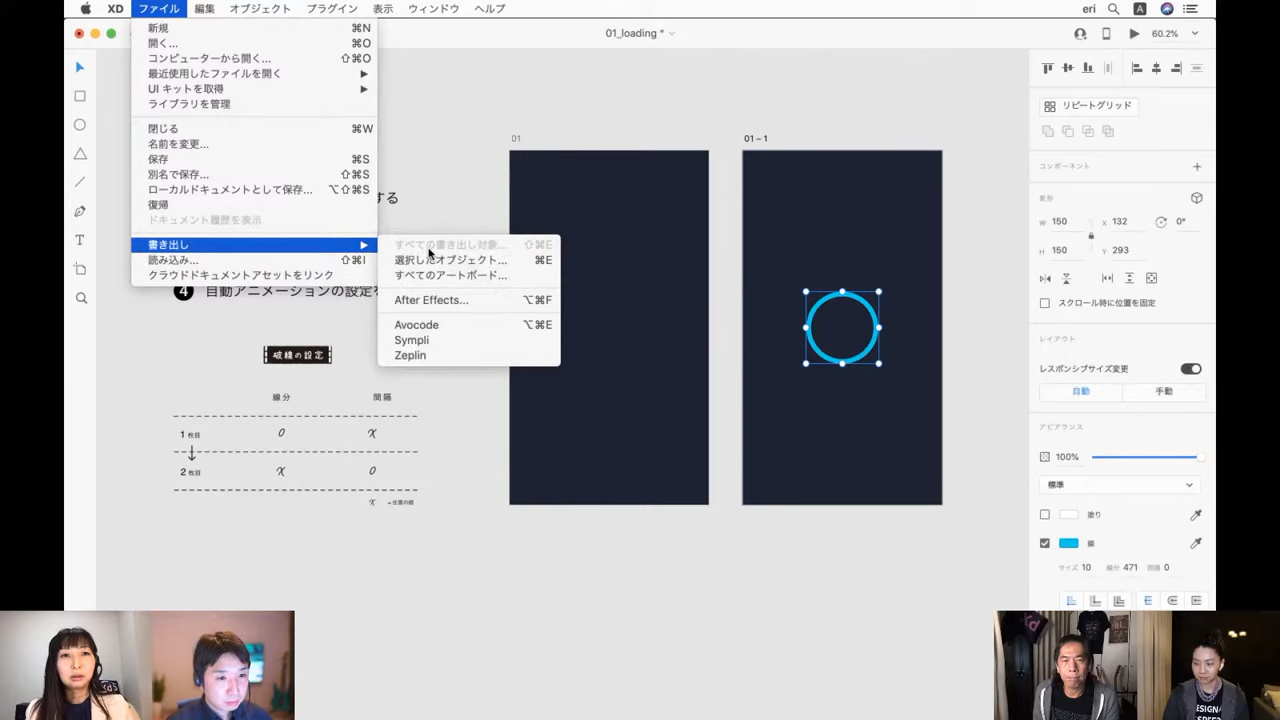 XD ファイル 編集 オブジェクト プラグイン 表示 ウィンドウ ヘルプ eri A
新規 ⌘N
開く... ⌘O
コンピューターから開く... ⇧⌘O
最近使用したファイルを開く
UI キットを取得
ライブラリを管理
閉じる ⌘W
名前を変更...
保存 ⌘S
別名で保存... ⇧⌘S
ローカルドキュメントとして保存... ⌥⇧⌘S
復帰
ドキュメント履歴を表示
書き出し
読み込み... ⇧⌘I
クラウドドキュメントアセットをリンク
すべての書き出し対象... ⇧⌘E
選択したオブジェクト... ⌘E
すべてのアートボード...
After Effects... ⌥⌘F
Avocode ⌥⌘E
Sympli
Zeplin
01_loading *
60.2%
する
❹ 自動アニメーションの設定を
破線の設定
線分 間隔
1 枚目 0 X
2 枚目 X 0
X =任意の値
01
01 – 1
リピートグリッド
コンポーネント
変形
W 150 X 132 0°
H 150 Y 293
スクロール時に位置を固定
レイアウト
レスポンシブサイズ変更
自動 手動
アピアランス
100%
標準
塗り
線
サイズ 10 線分 471 間隔 0